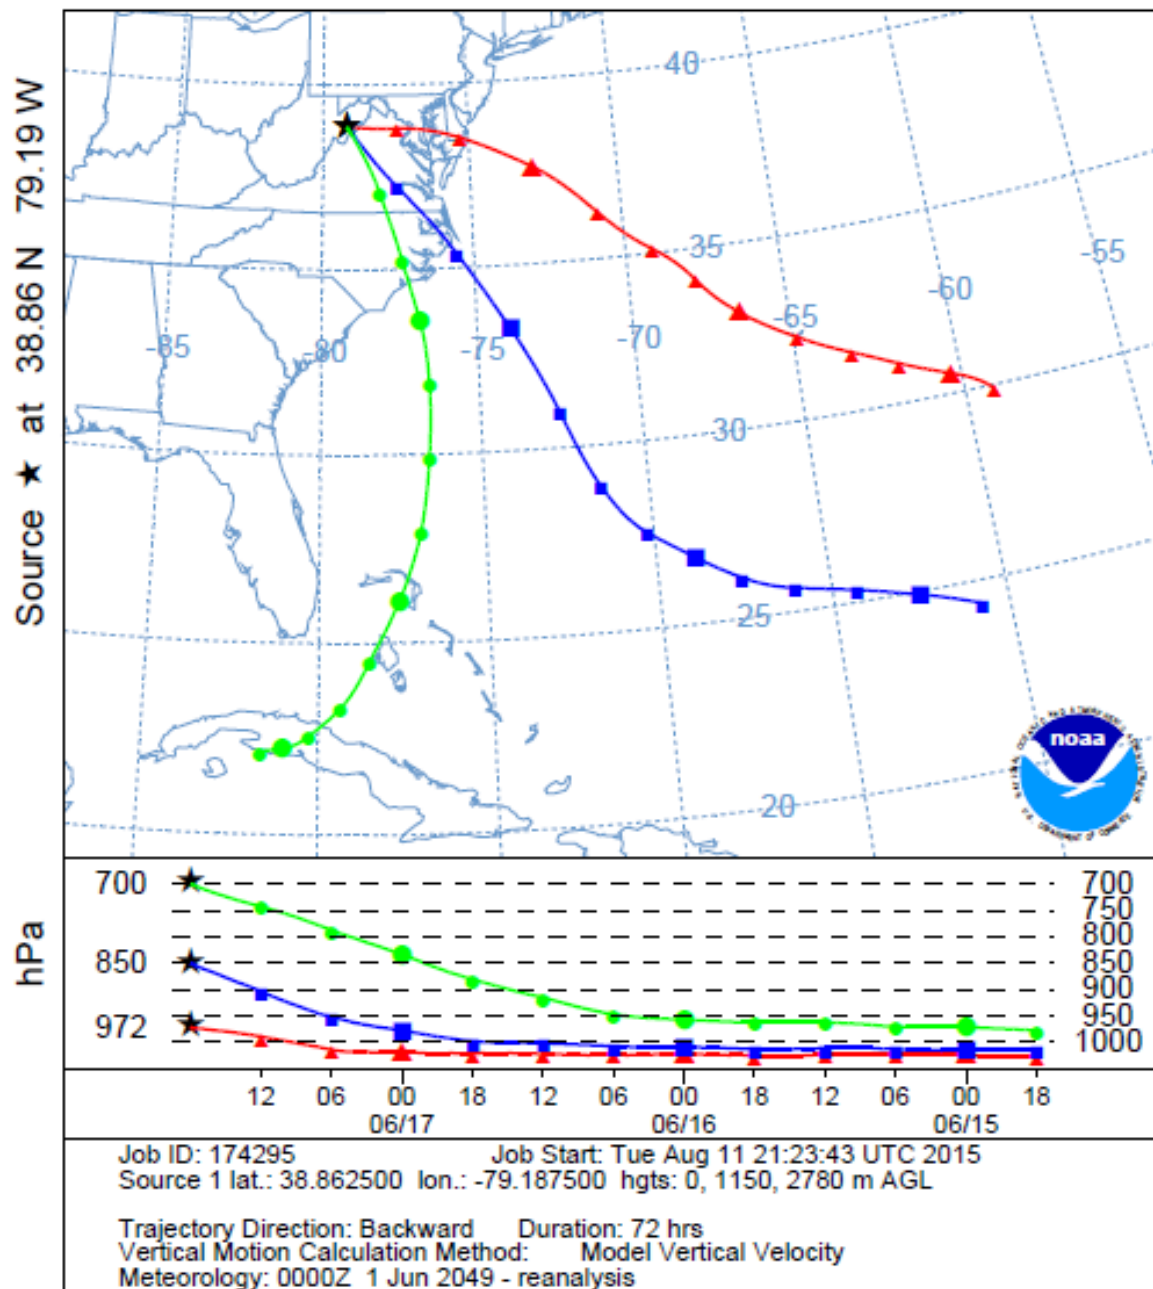 Source ★ at 38.86 N 79.19 W
40
35
-55
-60
-65
-85
-80
-75
-70
30
25
20
noaa
hPa
700
850
972
700
750
800
850
900
950
1000
12 06 00 18 12 06 00 18 12 06 00 18
06/17 06/16 06/15
Job ID: 174295 Job Start: Tue Aug 11 21:23:43 UTC 2015
Source 1 lat.: 38.862500 lon.: -79.187500 hgts: 0, 1150, 2780 m AGL
Trajectory Direction: Backward Duration: 72 hrs
Vertical Motion Calculation Method: Model Vertical Velocity
Meteorology: 0000Z 1 Jun 2049 - reanalysis